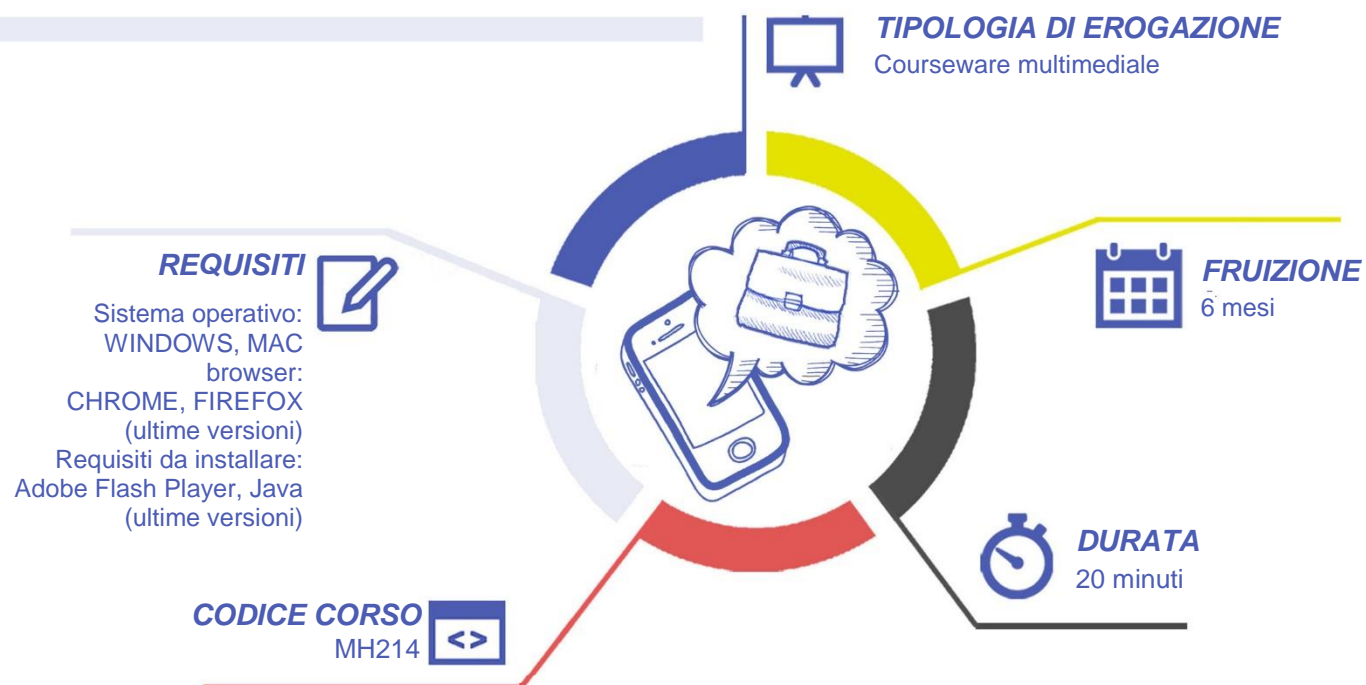 TIPOLOGIA DI EROGAZIONE
Courseware multimediale
REQUISITI
Sistema operativo:
WINDOWS, MAC
browser:
CHROME, FIREFOX
(ultime versioni)
Requisiti da installare:
Adobe Flash Player, Java
(ultime versioni)
FRUIZIONE
6 mesi
DURATA
20 minuti
CODICE CORSO
MH214
<>